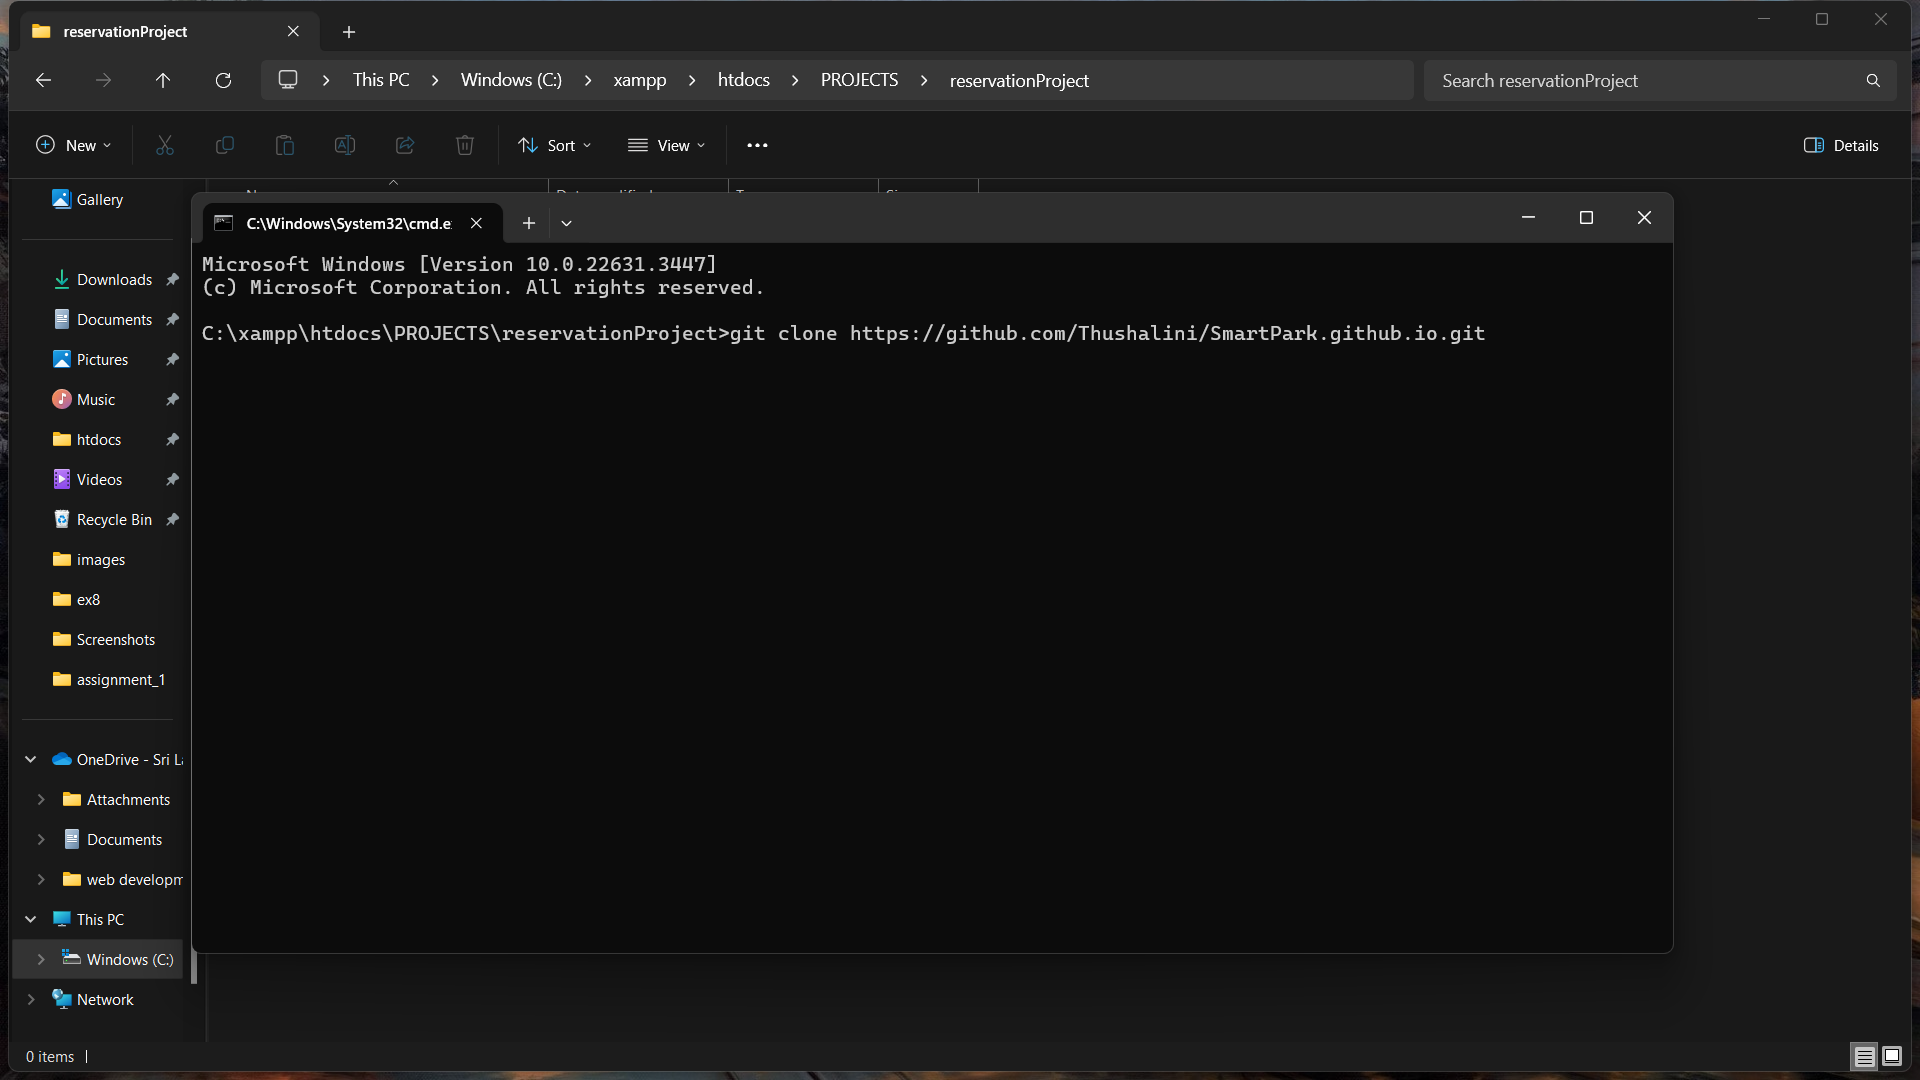 reservationProject
This PC
Windows (C:)
xampp
htdocs
PROJECTS
reservationProject
Search reservationProject
New
Sort
View
Details
Gallery
Downloads
Documents
Pictures
Music
htdocs
Videos
Recycle Bin
images
ex8
Screenshots
assignment_1
OneDrive - Sri L
Attachments
Documents
web developm
This PC
Windows (C:)
Network
0 items
C:\Windows\System32\cmd.e
Microsoft Windows [Version 10.0.22631.3447]
(c) Microsoft Corporation. All rights reserved.
C:\xampp\htdocs\PROJECTS\reservationProject>git clone https://github.com/Thushalini/SmartPark.github.io.git